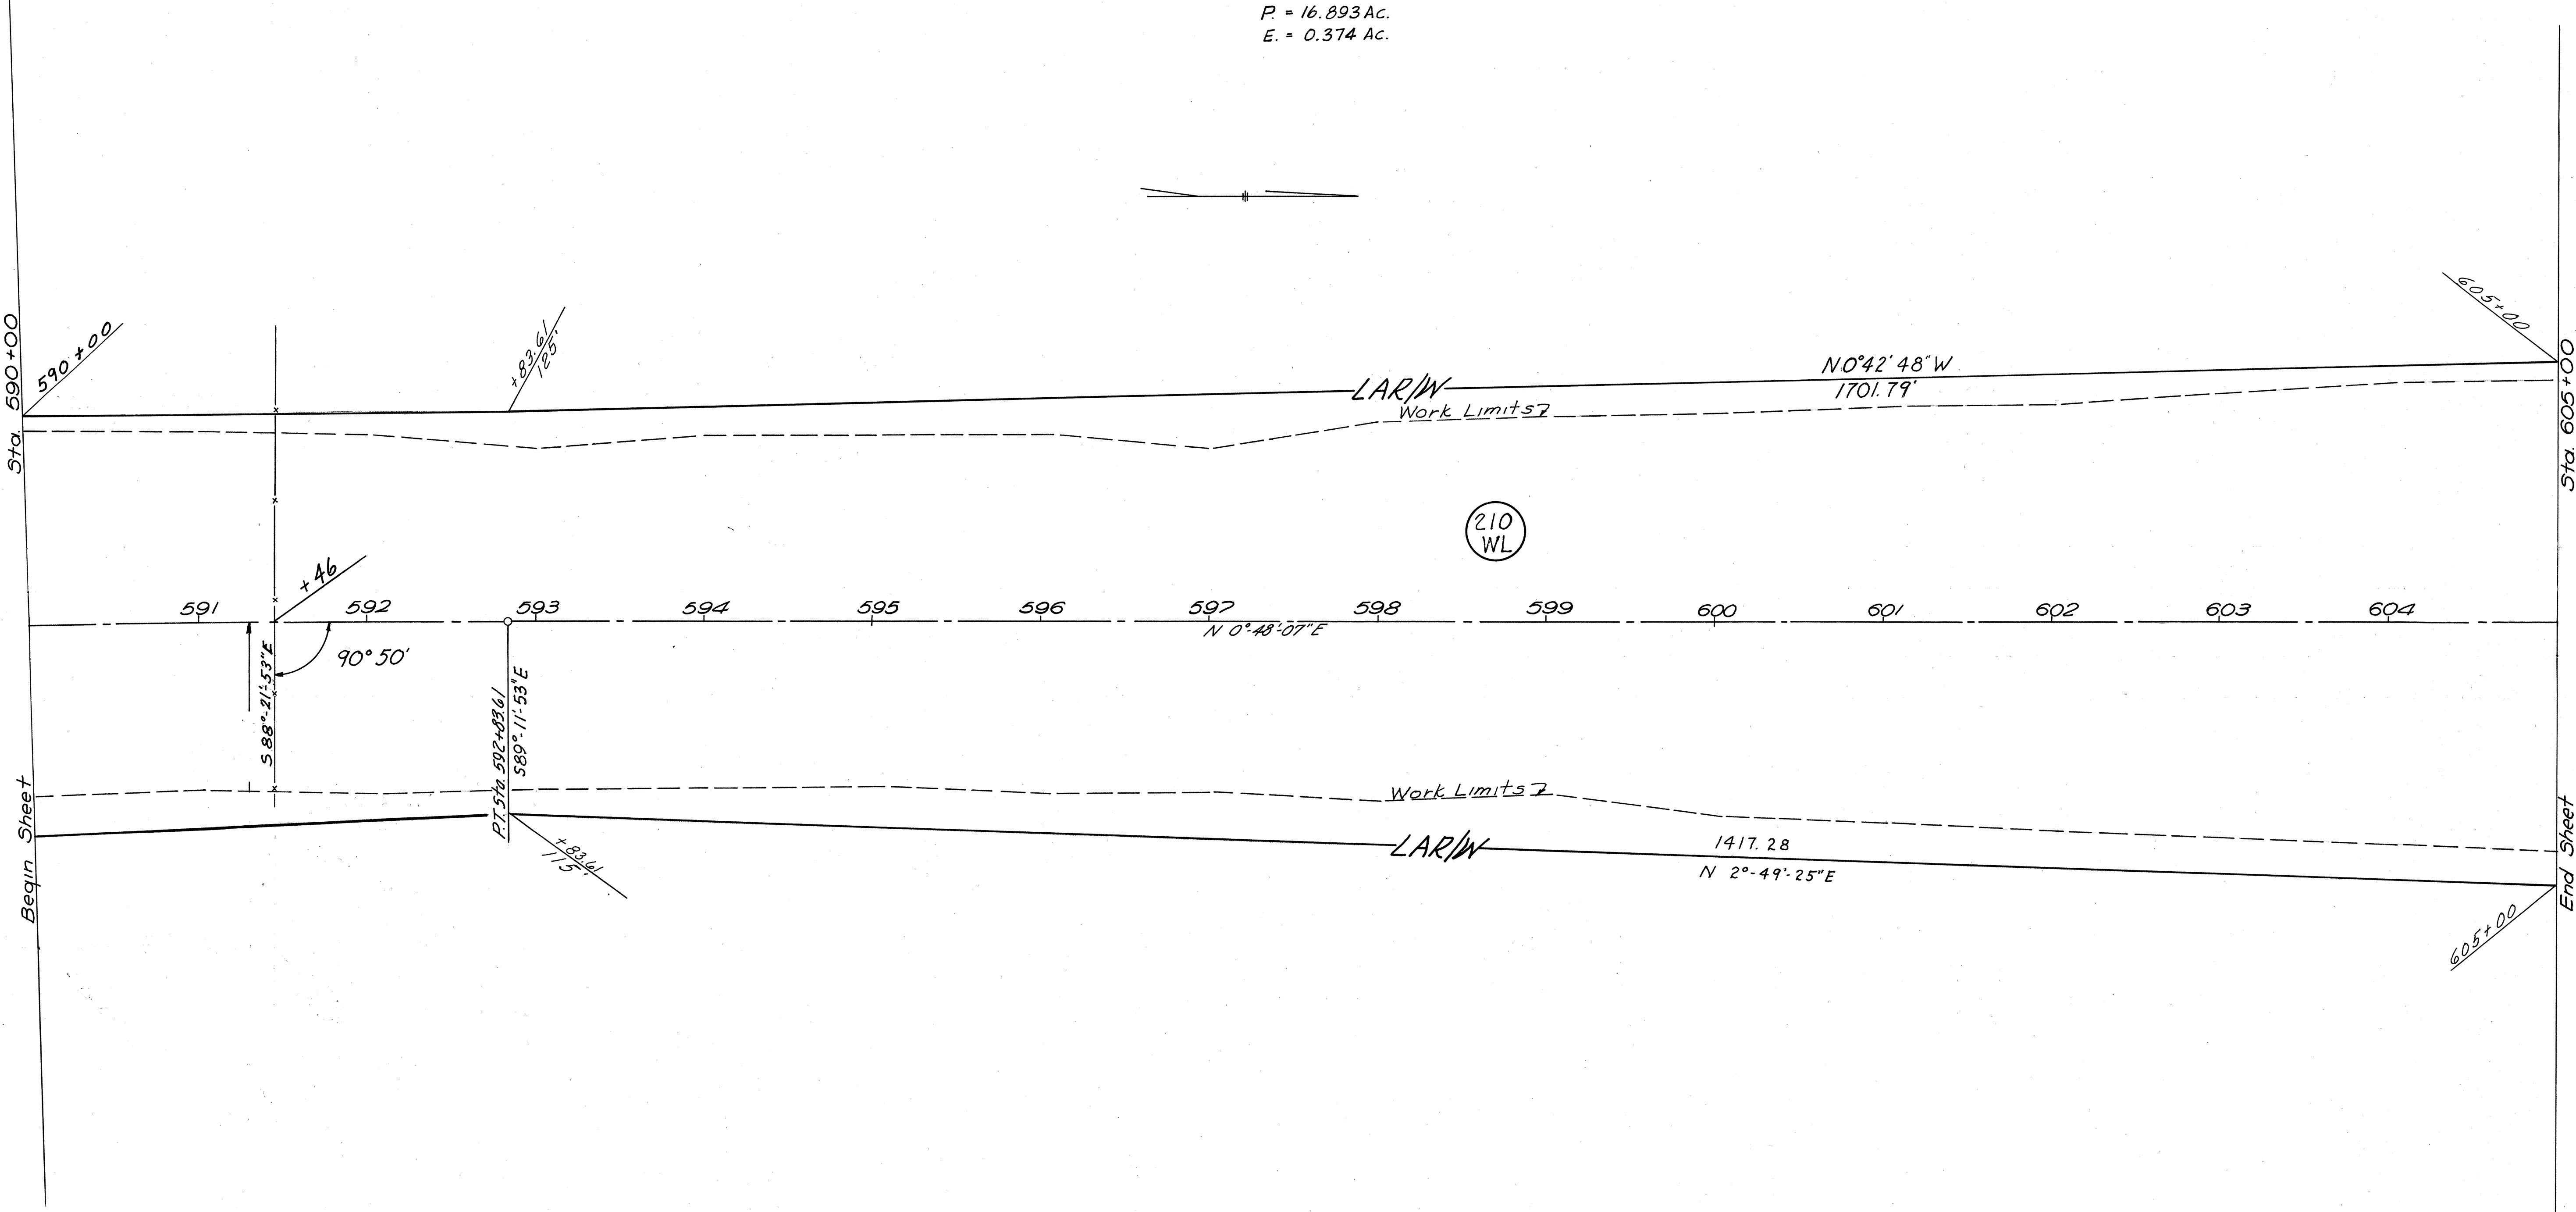 P. = 16.893 AC.
E. = 0.374 AC.
Sta. 590+00
590+00
+83.61
125'
605+00
Sta. 605+00
N 0°42'48"W
LAR/W
1701.79'
Work Limits
210
WL
+46
591
592
593
594
595
596
597
598
599
600
601
602
603
604
N 0°-48'-07"E
90°50'
S 88°-21'-53"E
P.T. Sta. 592+83.61
S89°-11'-53"E
Begin Sheet
Work Limits
+83.61
115'
LAR/W
1417.28
N 2°-49'-25"E
End Sheet
605+00